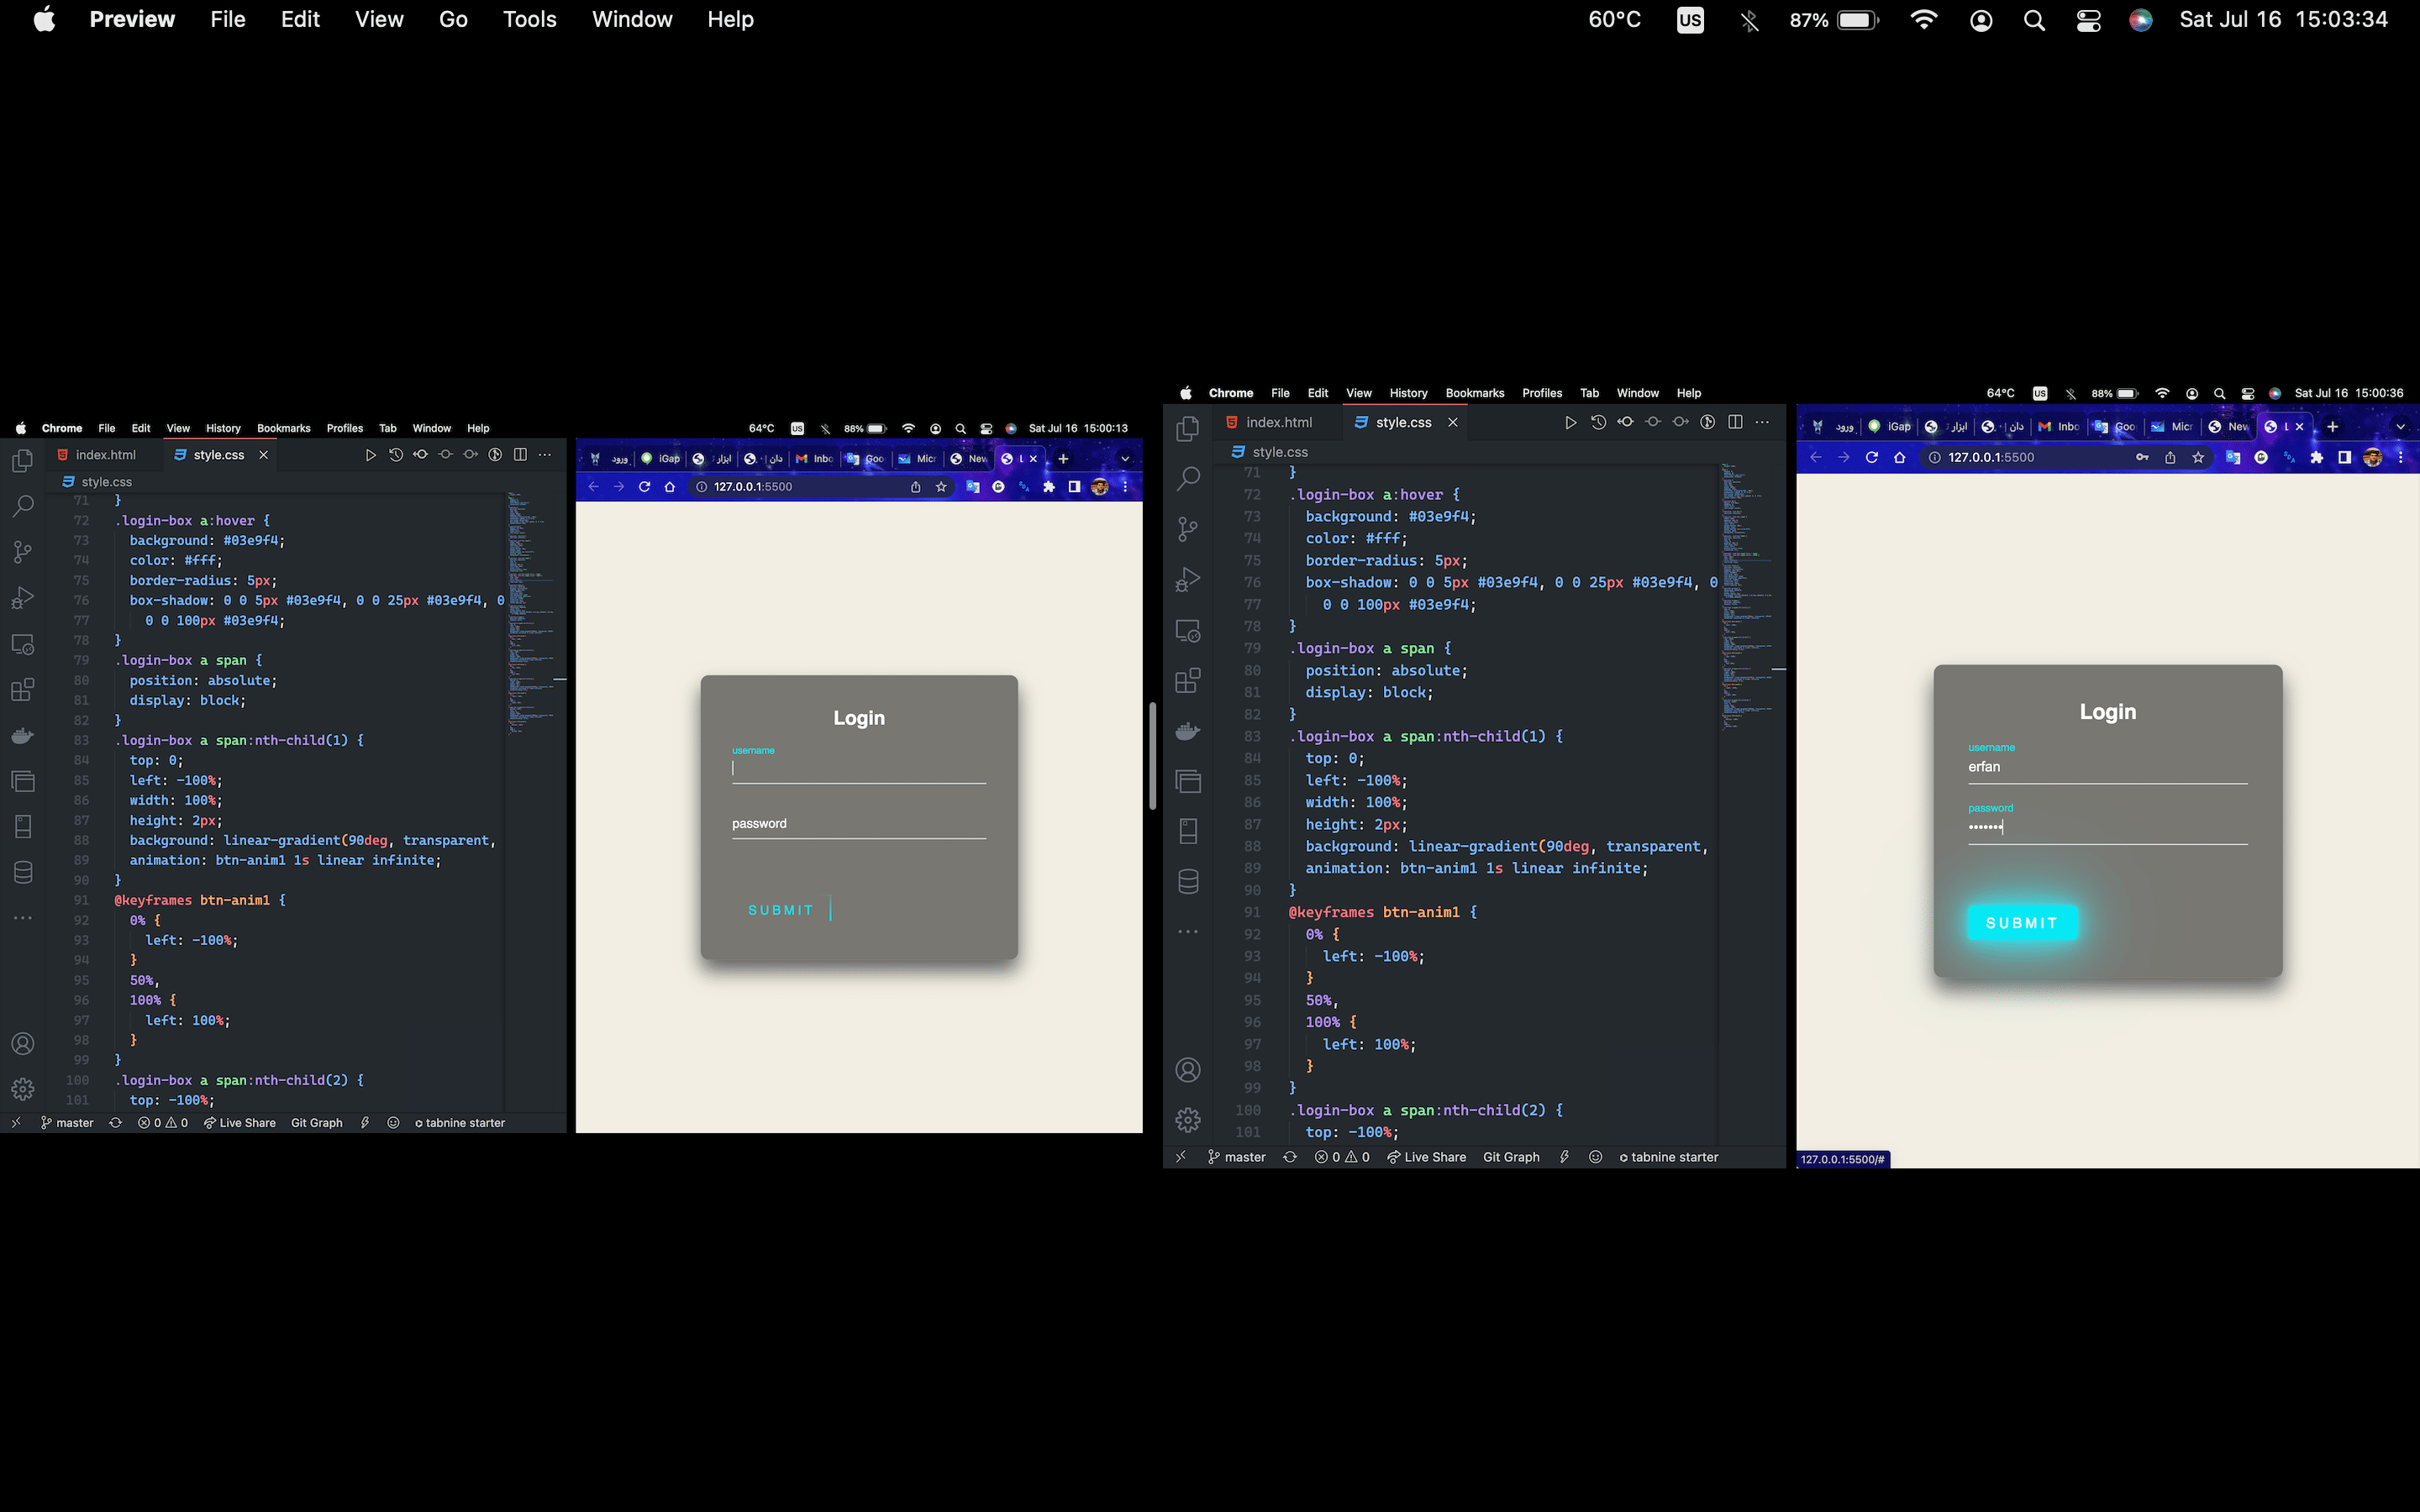 Preview File Edit View Go Tools Window Help 60°C US 87% Sat Jul 16 15:03:34
Chrome File Edit View History Bookmarks Profiles Tab Window Help 64°C US 88% Sat Jul 16 15:00:13
index.html style.css
style.css
71 }
72 .login-box a:hover {
73 background: #03e9f4;
74 color: #fff;
75 border-radius: 5px;
76 box-shadow: 0 0 5px #03e9f4, 0 0 25px #03e9f4, 0
77 0 0 100px #03e9f4;
78 }
79 .login-box a span {
80 position: absolute;
81 display: block;
82 }
83 .login-box a span:nth-child(1) {
84 top: 0;
85 left: -100%;
86 width: 100%;
87 height: 2px;
88 background: linear-gradient(90deg, transparent,
89 animation: btn-anim1 1s linear infinite;
90 }
91 @keyframes btn-anim1 {
92 0% {
93 left: -100%;
94 }
95 50%,
96 100% {
97 left: 100%;
98 }
99 }
100 .login-box a span:nth-child(2) {
101 top: -100%;
master 0 0 Live Share Git Graph tabnine starter
ورود iGap ابزار دان Inbo Goo Micr New L
127.0.0.1:5500
Login
username
password
SUBMIT
Chrome File Edit View History Bookmarks Profiles Tab Window Help 64°C US 88% Sat Jul 16 15:00:36
index.html style.css
style.css
71 }
72 .login-box a:hover {
73 background: #03e9f4;
74 color: #fff;
75 border-radius: 5px;
76 box-shadow: 0 0 5px #03e9f4, 0 0 25px #03e9f4, 0
77 0 0 100px #03e9f4;
78 }
79 .login-box a span {
80 position: absolute;
81 display: block;
82 }
83 .login-box a span:nth-child(1) {
84 top: 0;
85 left: -100%;
86 width: 100%;
87 height: 2px;
88 background: linear-gradient(90deg, transparent,
89 animation: btn-anim1 1s linear infinite;
90 }
91 @keyframes btn-anim1 {
92 0% {
93 left: -100%;
94 }
95 50%,
96 100% {
97 left: 100%;
98 }
99 }
100 .login-box a span:nth-child(2) {
101 top: -100%;
master 0 0 Live Share Git Graph tabnine starter
ورود iGap ابزار دان Inbo Goo Micr New L
127.0.0.1:5500
Login
username
erfan
password
•••••••
SUBMIT
127.0.0.1:5500/#